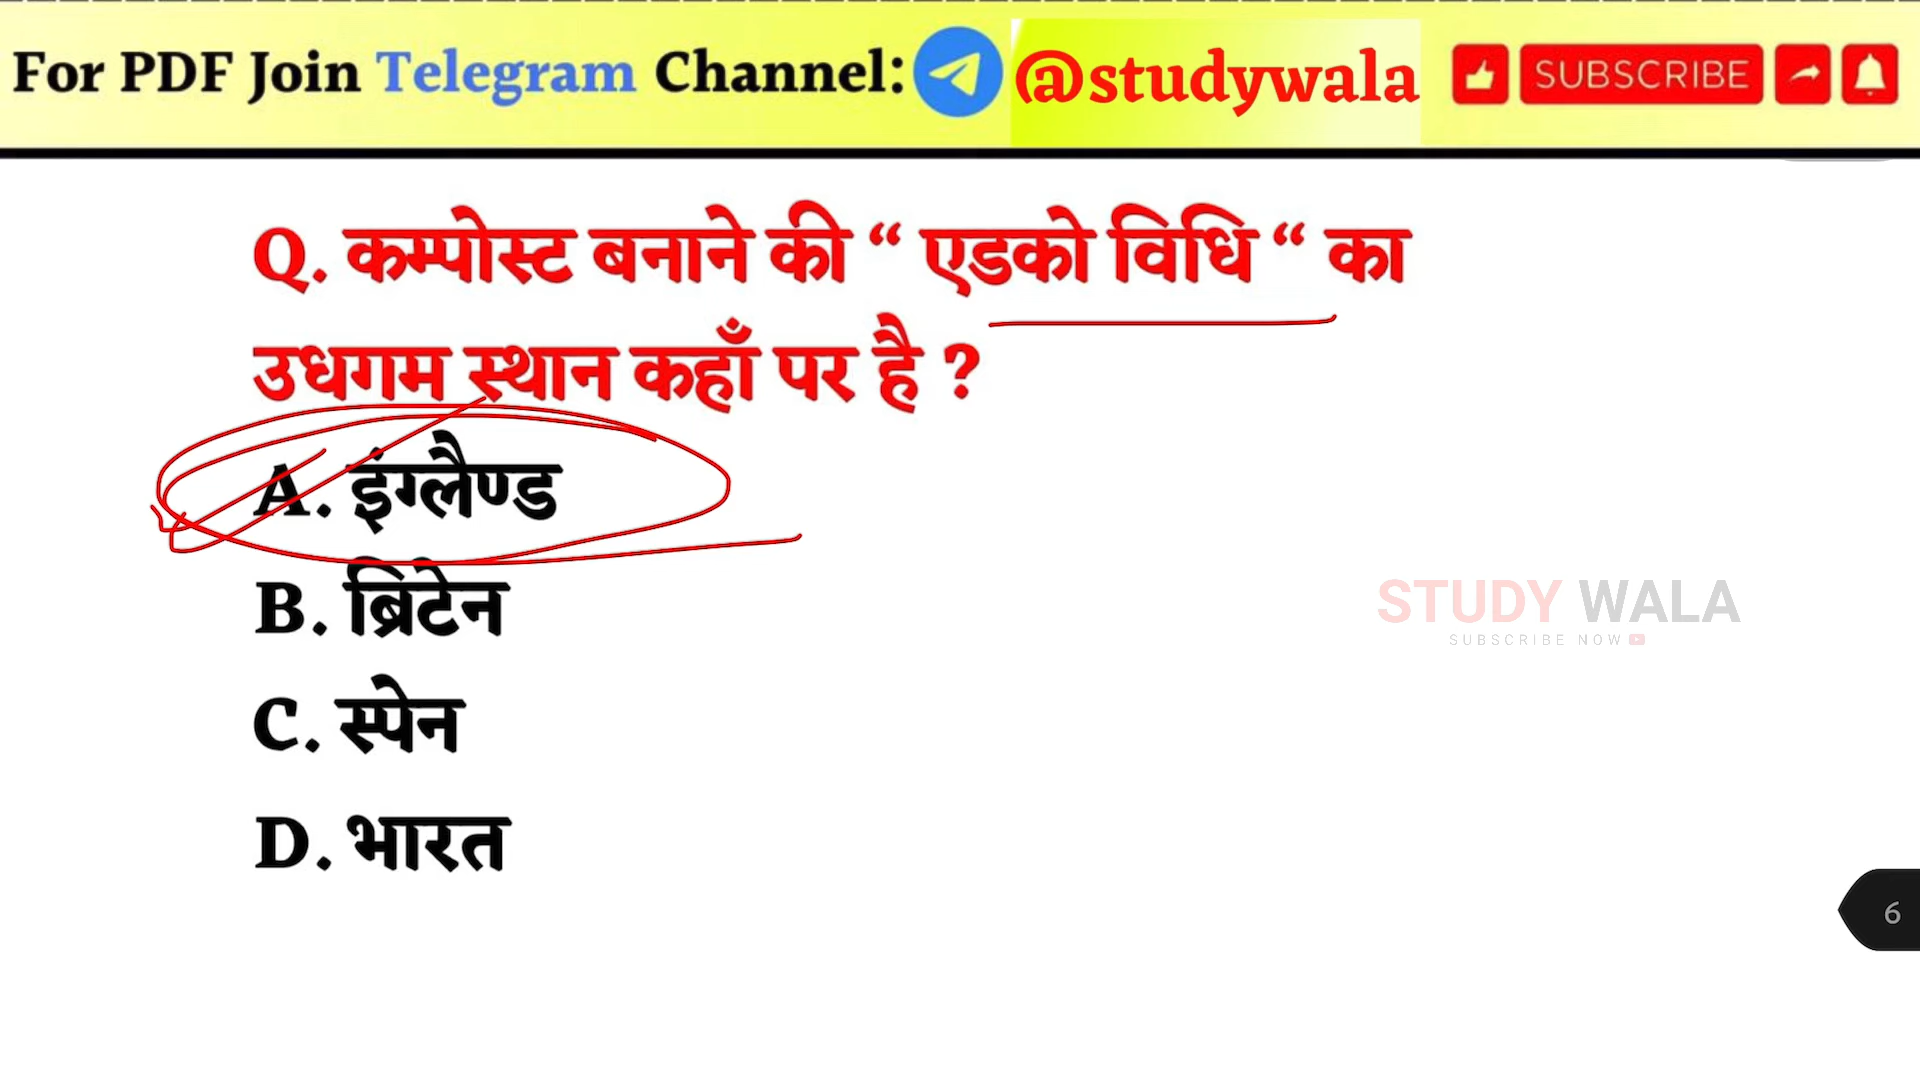 For PDF Join Telegram Channel: @studywala SUBSCRIBE
Q. कम्पोस्ट बनाने की “ एडको विधि “ का
उधगम स्थान कहाँ पर है ?
A. इंग्लैण्ड
B. ब्रिटेन
C. स्पेन
D. भारत
STUDY WALA
SUBSCRIBE NOW
6